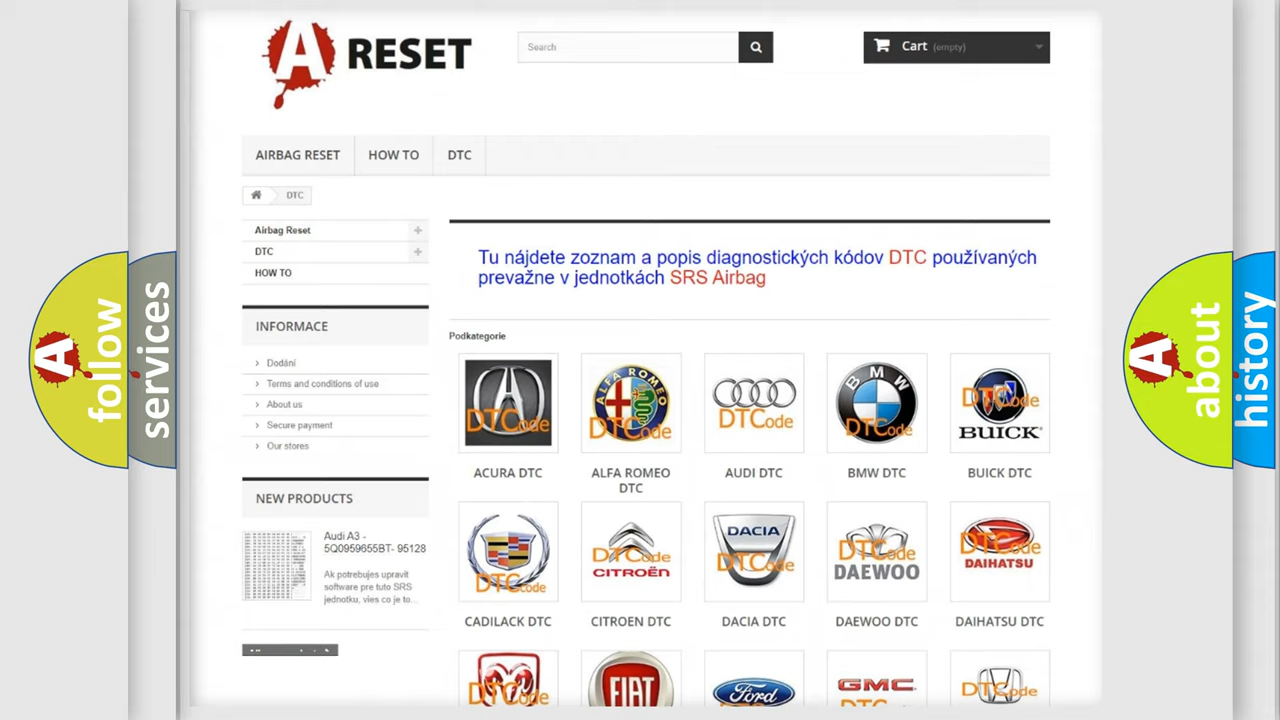 A RESET
Search
Cart (empty)
AIRBAG RESET
HOW TO
DTC
DTC
Airbag Reset
DTC
HOW TO
Tu nájdete zoznam a popis diagnostických kódov DTC používaných
prevažne v jednotkách SRS Airbag
INFORMACE
Dodání
Terms and conditions of use
About us
Secure payment
Our stores
NEW PRODUCTS
Audi A3 -
5Q0959655BT- 95128
Ak potrebujes upravit
software pre tuto SRS
jednotku, vies co je to...
Podkategorie
DTCode
ALFA ROMEO
DTCode
DTCode
BMW
DTCode
DTCode
BUICK
ACURA DTC
ALFA ROMEO
DTC
AUDI DTC
BMW DTC
BUICK DTC
DTCode
DTCode
CITROËN
DACIA
DTCode
DTCode
DAEWOO
DTCode
DAIHATSU
CADILACK DTC
CITROEN DTC
DACIA DTC
DAEWOO DTC
DAIHATSU DTC
DTCode
FIAT
Ford
GMC
DTCode
A follow
services
A about
history